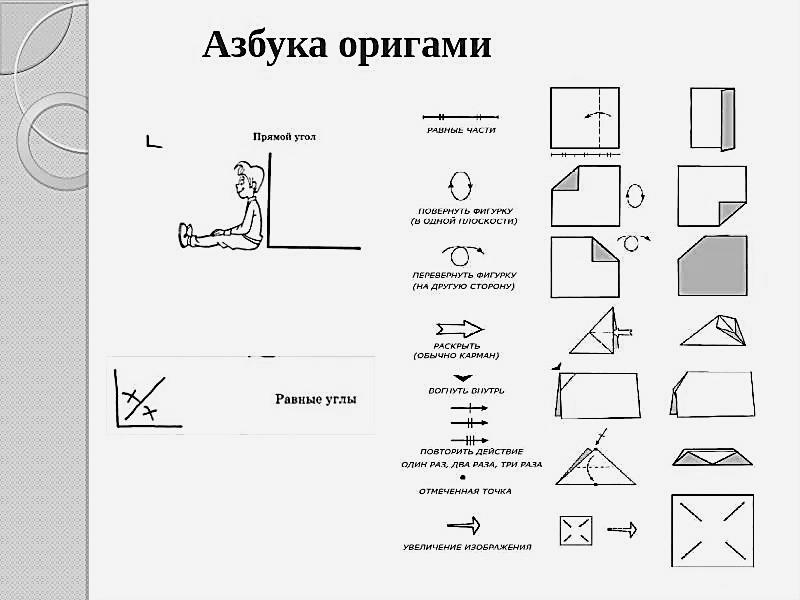 Азбука оригами
Прямой угол
Равные углы
РАВНЫЕ ЧАСТИ
ПОВЕРНУТЬ ФИГУРКУ
(В ОДНОЙ ПЛОСКОСТИ)
ПЕРЕВЕРНУТЬ ФИГУРКУ
(НА ДРУГУЮ СТОРОНУ)
РАСКРЫТЬ
(ОБЫЧНО КАРМАН)
ВОГНУТЬ ВНУТРЬ
ПОВТОРИТЬ ДЕЙСТВИЕ
ОДИН РАЗ, ДВА РАЗА, ТРИ РАЗА
ОТМЕЧЕННАЯ ТОЧКА
УВЕЛИЧЕНИЕ ИЗОБРАЖЕНИЯ